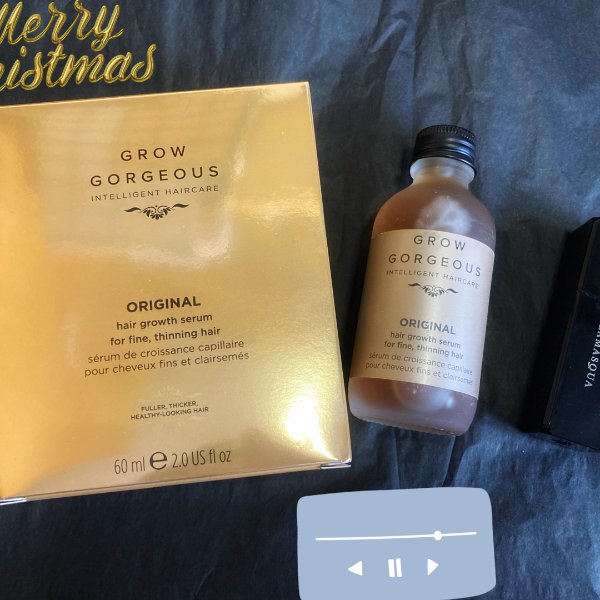 Merry
Christmas
GROW
GORGEOUS
INTELLIGENT HAIRCARE
ORIGINAL
hair growth serum
for fine, thinning hair
sérum de croissance capillaire
pour cheveux fins et clairsemés
FULLER, THICKER,
HEALTHY-LOOKING HAIR
60 ml e 2.0 US fl oz
GROW
GORGEOUS
INTELLIGENT HAIRCARE
ORIGINAL
hair growth serum
for fine, thinning hair
sérum de croissance capillaire
pour cheveux fins et clairsemés
AMASQUA